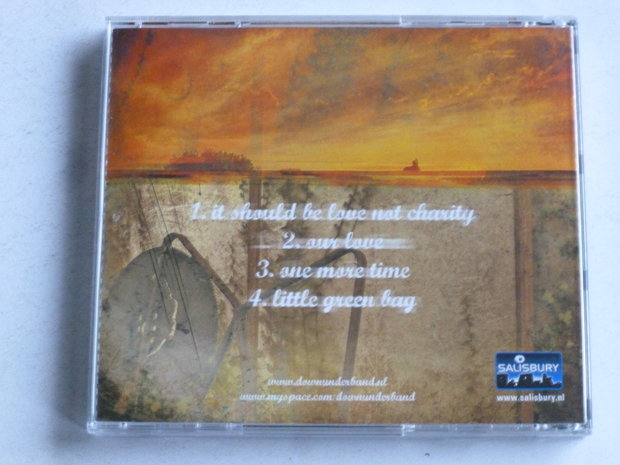 1. it should be love not charity
2. our love
3. one more time
4. little green bag
www.downunderband.nl
www.myspace.com/downunderband
SALISBURY
www.salisbury.nl